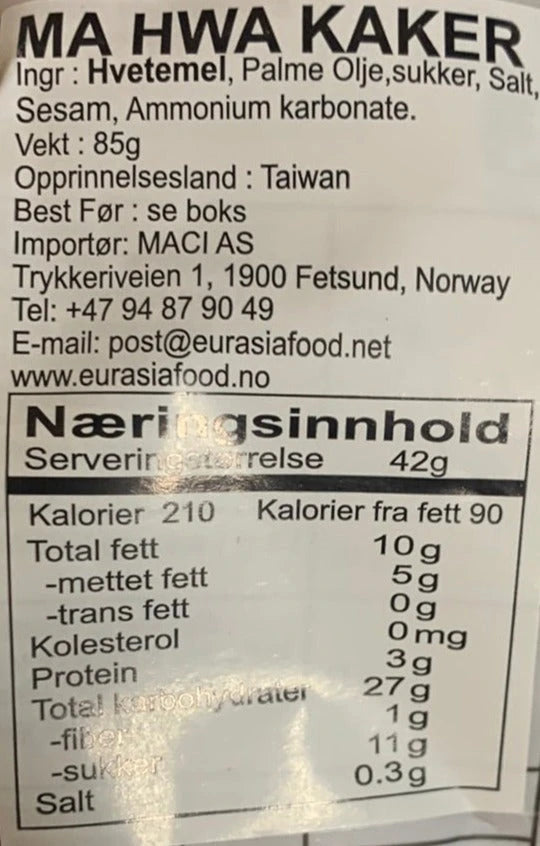 MA HWA KAKER
Ingr : Hvetemel, Palme Olje,sukker, Salt,
Sesam, Ammonium karbonate.
Vekt : 85g
Opprinnelsesland : Taiwan
Best Før : se boks
Importør: MACI AS
Trykkeriveien 1, 1900 Fetsund, Norway
Tel: +47 94 87 90 49
E-mail: post@eurasiafood.net
www.eurasiafood.no
Næringsinnhold
Serveringstørrelse 42g
Kalorier 210 Kalorier fra fett 90
Total fett 10g
-mettet fett 5g
-trans fett 0g
Kolesterol 0mg
Protein 3g
Total karbohydrater 27g
-fiber 1g
-sukker 11g
Salt 0.3g